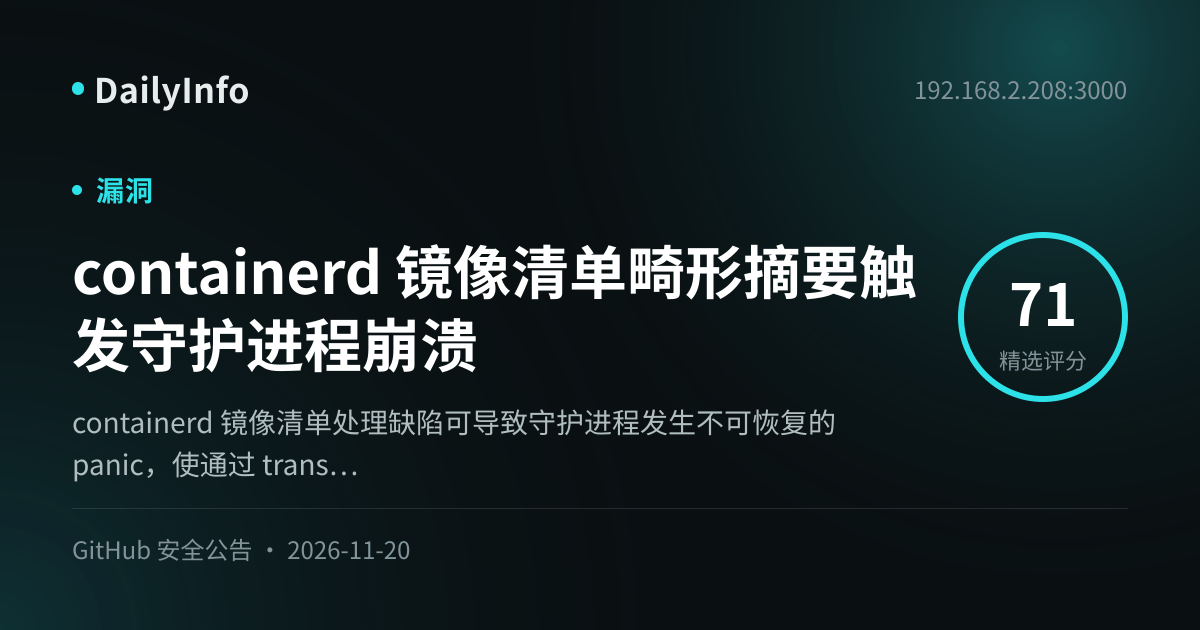 DailyInfo
192.168.2.208:3000
漏洞
containerd 镜像清单畸形摘要触
发守护进程崩溃
71
精选评分
containerd 镜像清单处理缺陷可导致守护进程发生不可恢复的
panic，使通过 trans…
GitHub 安全公告 · 2026-11-20